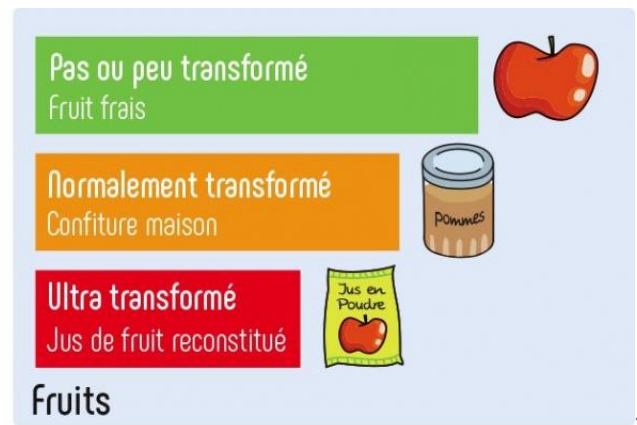 Pas ou peu transformé
Fruit frais
Normalement transformé
Confiture maison
pommes
Ultra transformé
Jus de fruit reconstitué
Jus en
Poudre
Fruits